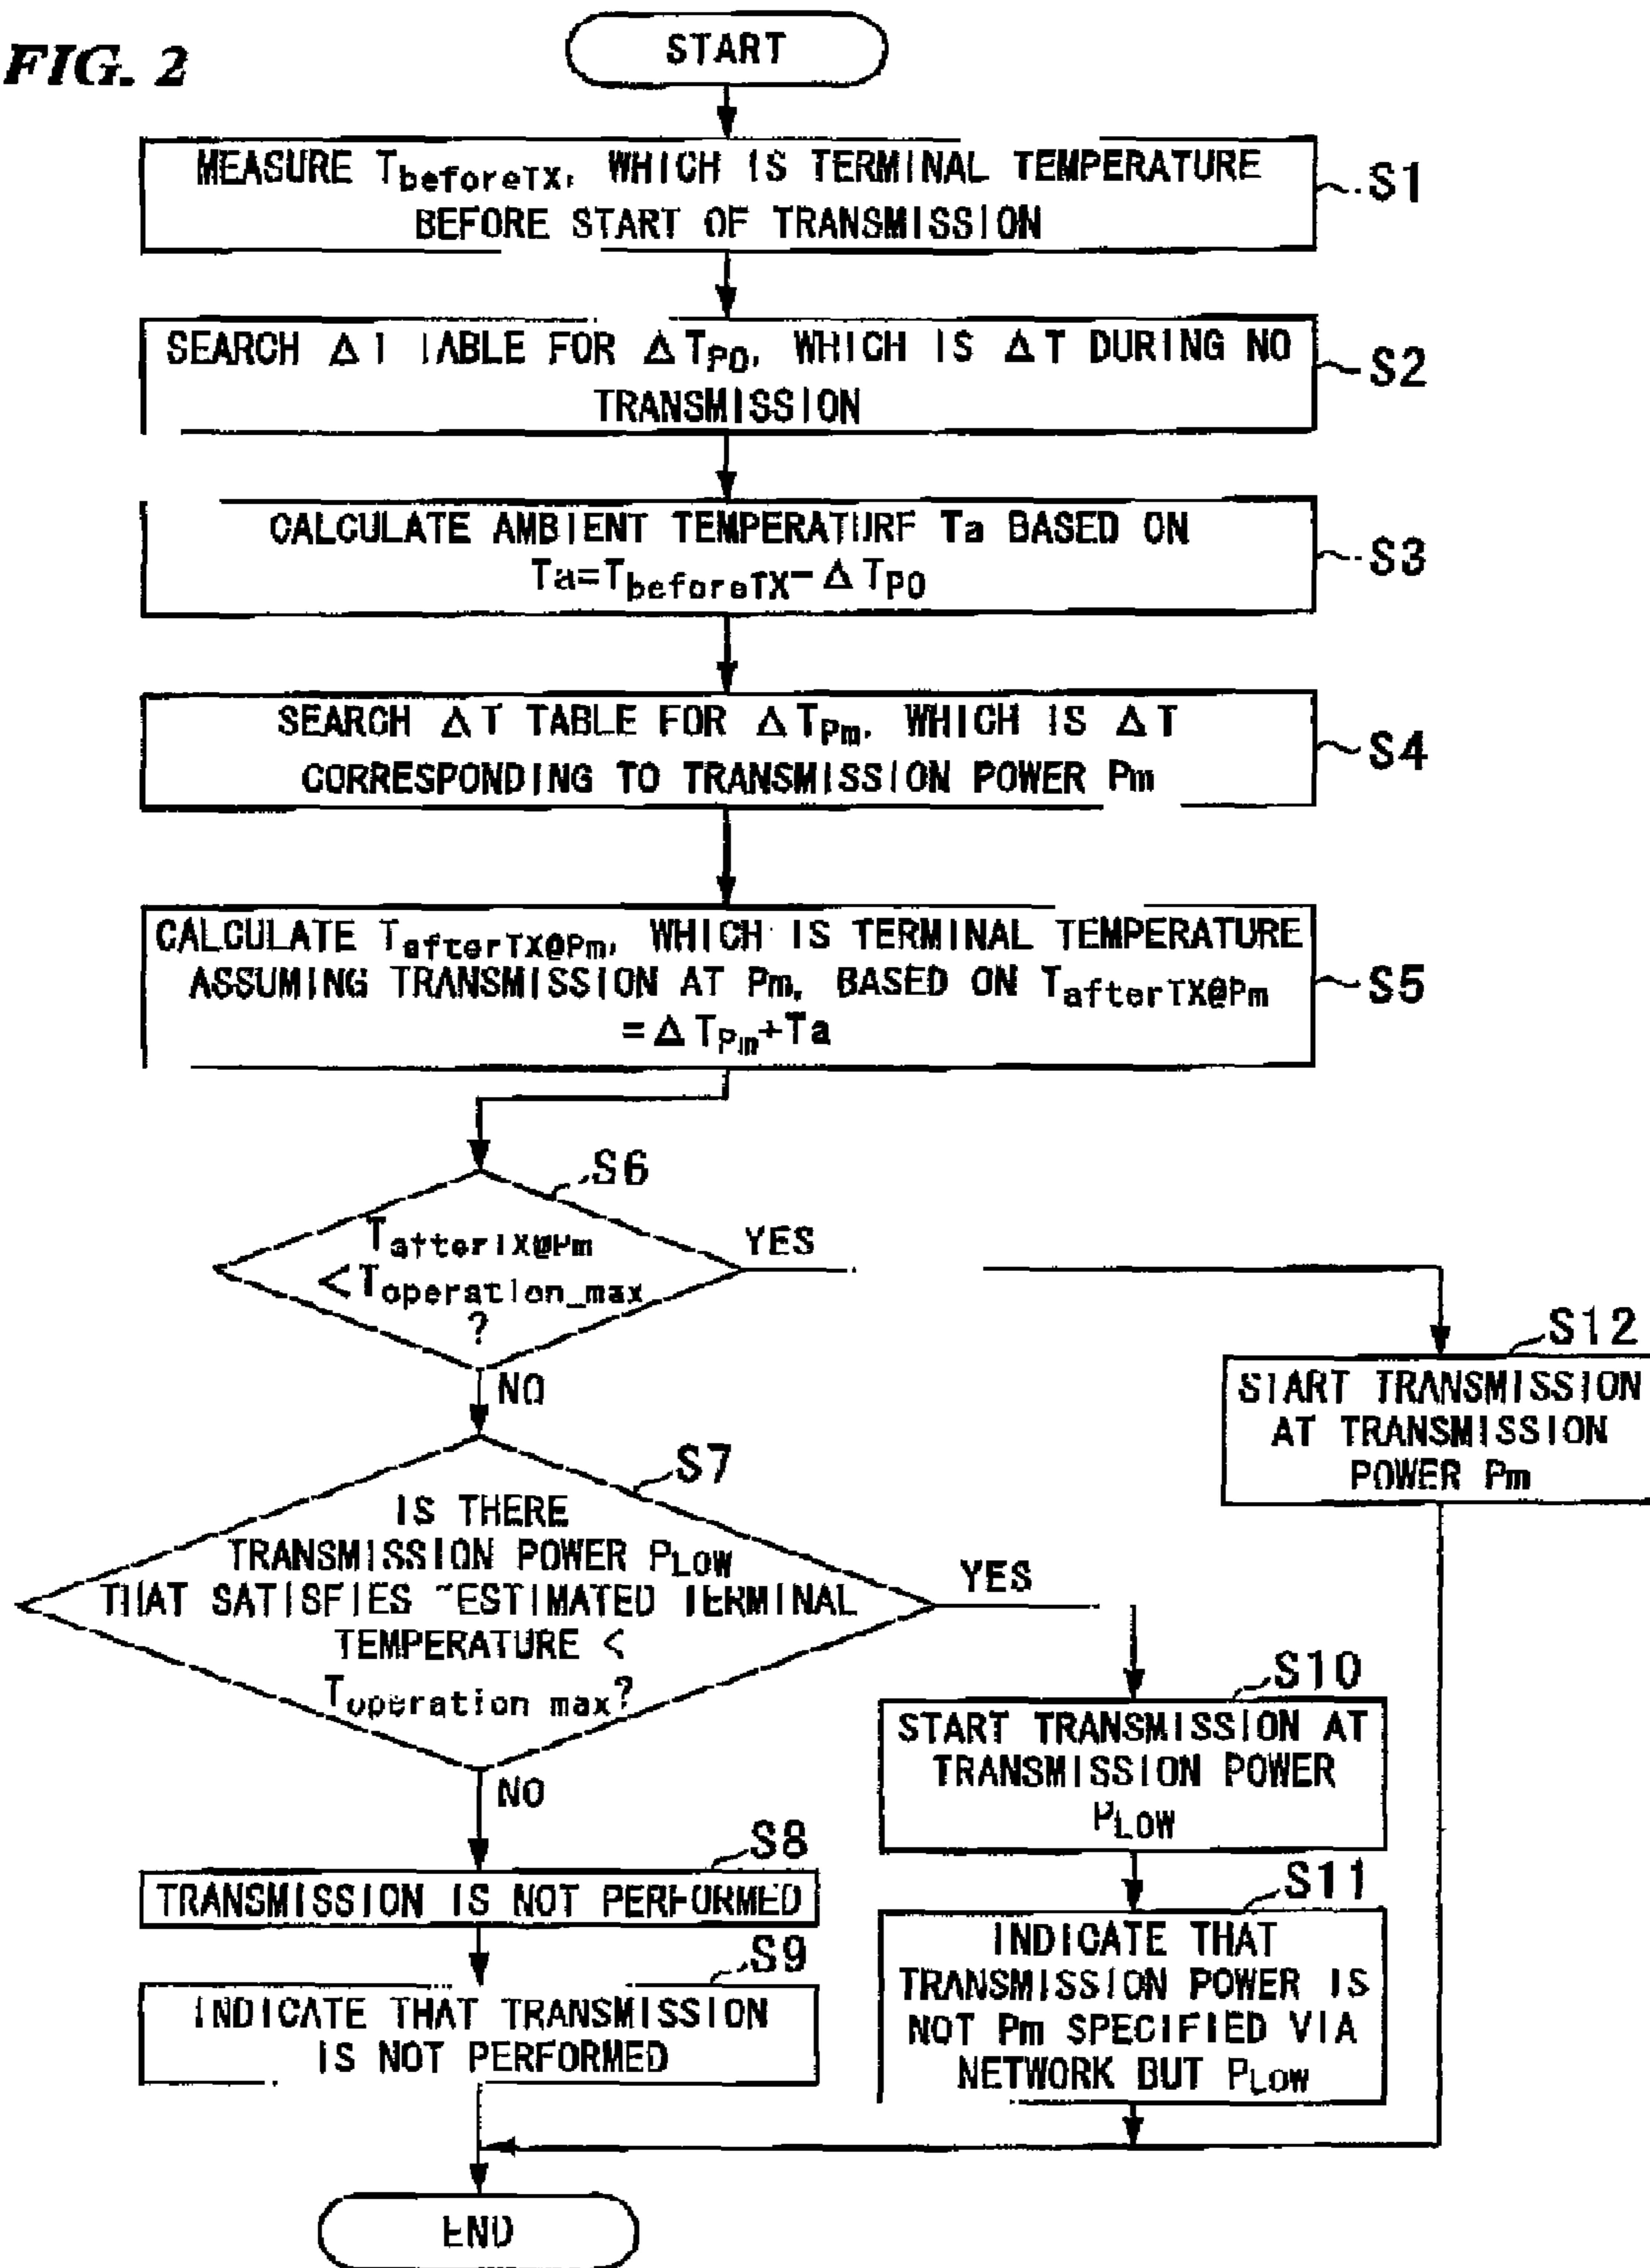 FIG. 2
START
MEASURE TbeforeTX, WHICH IS TERMINAL TEMPERATURE
BEFORE START OF TRANSMISSION
S1
SEARCH ΔT TABLE FOR ΔTP0, WHICH IS ΔT DURING NO
TRANSMISSION
S2
CALCULATE AMBIENT TEMPERATURE Ta BASED ON
Ta=TbeforeTX-ΔTP0
S3
SEARCH ΔT TABLE FOR ΔTPm, WHICH IS ΔT
CORRESPONDING TO TRANSMISSION POWER Pm
S4
CALCULATE TafterTX@Pm, WHICH IS TERMINAL TEMPERATURE
ASSUMING TRANSMISSION AT Pm, BASED ON TafterTX@Pm
=ΔTPm+Ta
S5
S6
TafterTX@Pm
<Toperation_max
?
YES
NO
S12
START TRANSMISSION
AT TRANSMISSION
POWER Pm
S7
IS THERE
TRANSMISSION POWER PLOW
THAT SATISFIES "ESTIMATED TERMINAL
TEMPERATURE <
Toperation max?
YES
NO
S10
START TRANSMISSION AT
TRANSMISSION POWER
PLOW
S8
TRANSMISSION IS NOT PERFORMED
S11
INDICATE THAT
TRANSMISSION POWER IS
NOT Pm SPECIFIED VIA
NETWORK BUT PLOW
S9
INDICATE THAT TRANSMISSION
IS NOT PERFORMED
END